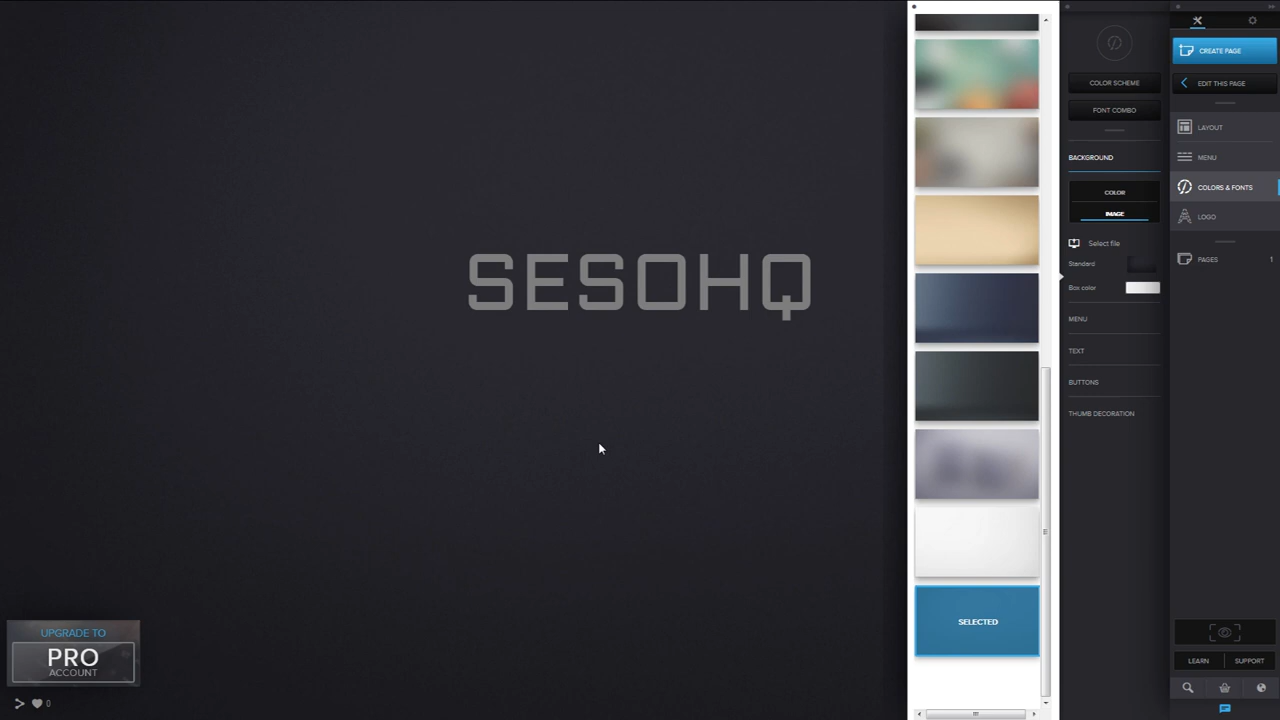 SESOHQ
UPGRADE TO
PRO
ACCOUNT
0
SELECTED
COLOR SCHEME
FONT COMBO
BACKGROUND
COLOR
IMAGE
Select file
Standard
Box color
MENU
TEXT
BUTTONS
THUMB DECORATION
CREATE PAGE
EDIT THIS PAGE
LAYOUT
MENU
COLORS & FONTS
LOGO
PAGES 1
LEARN SUPPORT